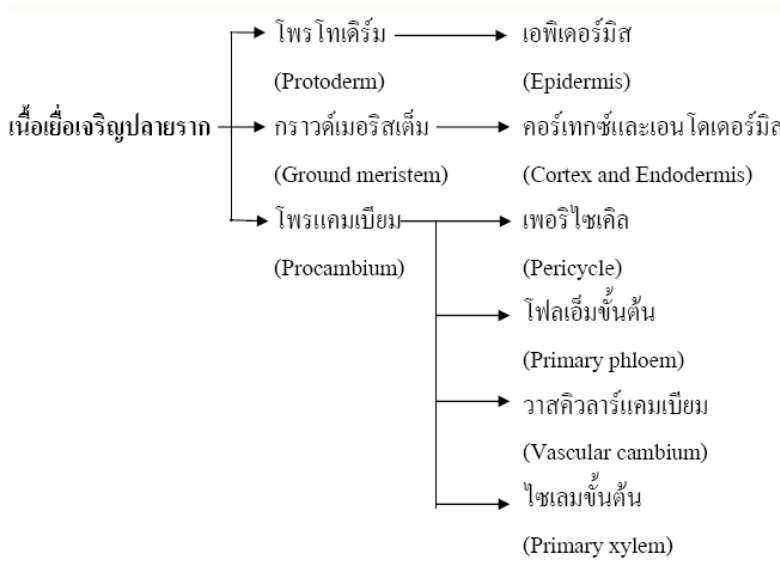 โพรโทเดิร์ม เอพิเดอร์มิส
(Protoderm) (Epidermis)
เนื้อเยื่อเจริญปลายราก กราวด์เมอริสเต็ม คอร์เทกซ์และเอนโดเดอร์มิส
(Ground meristem) (Cortex and Endodermis)
โพรแคมเบียม เพอริไซเคิล
(Procambium) (Pericycle)
โฟลเอ็มขั้นต้น
(Primary phloem)
วาสคิวลาร์แคมเบียม
(Vascular cambium)
ไซเลมขั้นต้น
(Primary xylem)